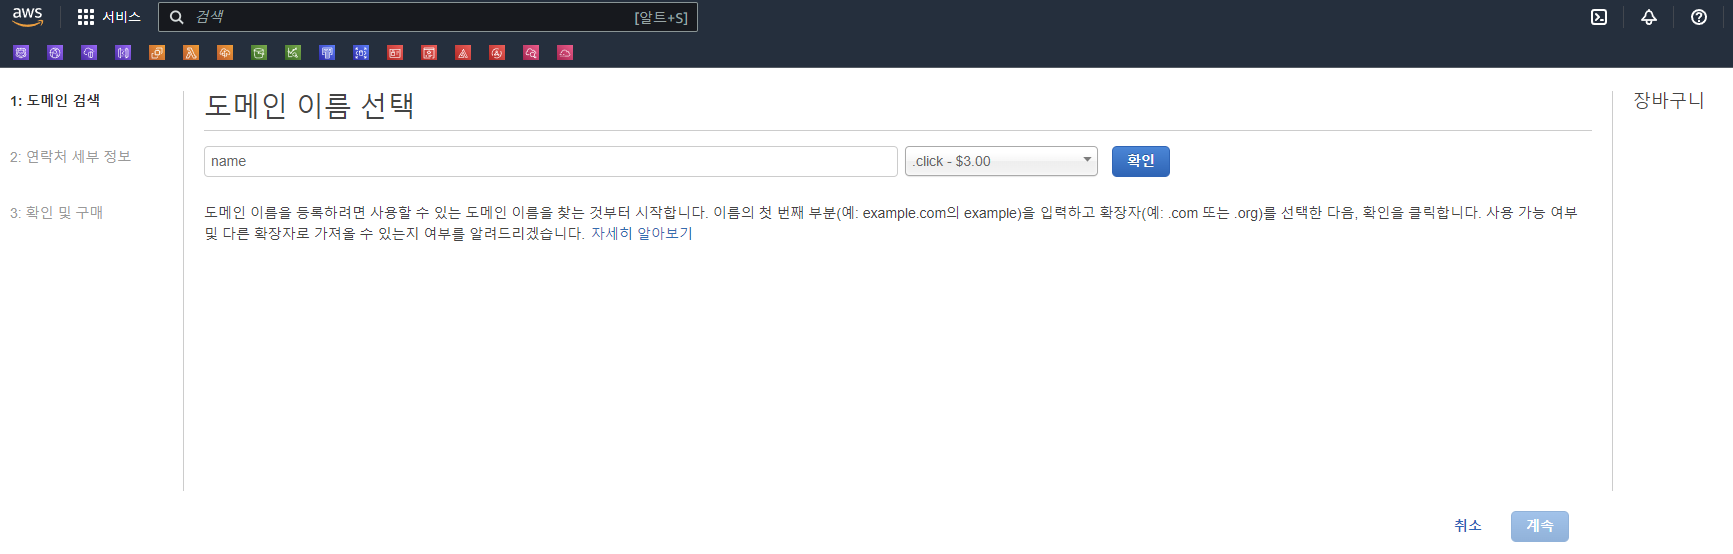 aws
서비스
검색
[알트+S]
1: 도메인 검색
2: 연락처 세부 정보
3: 확인 및 구매
도메인 이름 선택
name
.click - $3.00
확인
도메인 이름을 등록하려면 사용할 수 있는 도메인 이름을 찾는 것부터 시작합니다. 이름의 첫 번째 부분(예: example.com의 example)을 입력하고 확장자(예: .com 또는 .org)를 선택한 다음, 확인을 클릭합니다. 사용 가능 여부
및 다른 확장자로 가져올 수 있는지 여부를 알려드리겠습니다. 자세히 알아보기
장바구니
취소
계속